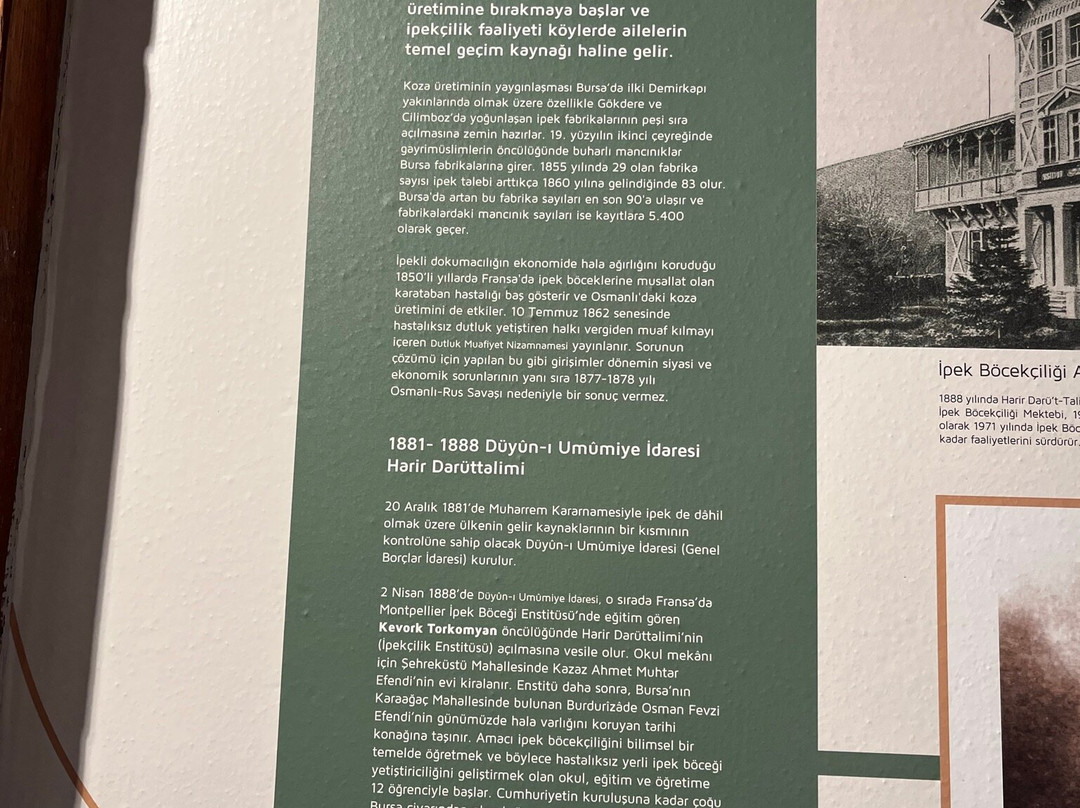 üretimine bırakmaya başlar ve
ipekçilik faaliyeti köylerde ailelerin
temel geçim kaynağı haline gelir.
Koza üretiminin yaygınlaşması Bursa'da ilki Demirkapı
yakınlarında olmak üzere özellikle Gökdere ve
Cilimboz'da yoğunlaşan ipek fabrikalarının peşi sıra
açılmasına zemin hazırlar. 19. yüzyılın ikinci çeyreğinde
gayrimüslimlerin öncülüğünde buharlı mancınıklar
Bursa fabrikalarına girer. 1855 yılında 29 olan fabrika
sayısı ipek talebi arttıkça 1860 yılına gelindiğinde 83 olur.
Bursa'da artan bu fabrika sayıları en son 90'a ulaşır ve
fabrikalardaki mancınık sayıları ise kayıtlara 5.400
olarak geçer.
İpekli dokumacılığın ekonomide hala ağırlığını koruduğu
1850'li yıllarda Fransa'da ipek böceklerine musallat olan
karataban hastalığı baş gösterir ve Osmanlı'daki koza
üretimini de etkiler. 10 Temmuz 1862 senesinde
hastalıksız dutluk yetiştiren halkı vergiden muaf kılmayı
içeren Dutluk Muafiyet Nizamnamesi yayınlanır. Sorunun
çözümü için yapılan bu gibi girişimler dönemin siyasi ve
ekonomik sorunlarının yanı sıra 1877-1878 yılı
Osmanlı-Rus Savaşı nedeniyle bir sonuç vermez.
1881- 1888 Düyûn-ı Umûmiye İdaresi
Harir Darüttalimi
20 Aralık 1881'de Muharrem Kararnamesiyle ipek de dâhil
olmak üzere ülkenin gelir kaynaklarının bir kısmının
kontrolüne sahip olacak Düyûn-ı Umûmiye İdaresi (Genel
Borçlar İdaresi) kurulur.
2 Nisan 1888'de Düyûn-ı Umûmiye İdaresi, o sırada Fransa'da
Montpellier İpek Böceği Enstitüsü'nde eğitim gören
Kevork Torkomyan öncülüğünde Harir Darüttalimi'nin
(İpekçilik Enstitüsü) açılmasına vesile olur. Okul mekânı
için Şehreküstü Mahallesinde Kazaz Ahmet Muhtar
Efendi'nin evi kiralanır. Enstitü daha sonra, Bursa'nın
Karaağaç Mahallesinde bulunan Burdurizâde Osman Fevzi
Efendi'nin günümüzde hala varlığını koruyan tarihi
konağına taşınır. Amacı ipek böcekçiliğini bilimsel bir
temelde öğretmek ve böylece hastalıksız yerli ipek böceği
yetiştiriciliğini geliştirmek olan okul, eğitim ve öğretime
12 öğrenciyle başlar. Cumhuriyetin kuruluşuna kadar çoğu
İpek Böcekçiliği A
1888 yılında Harir Darü't-Tali
İpek Böcekçiliği Mektebi, 19
olarak 1971 yılında İpek Böc
kadar faaliyetlerini sürdürür.